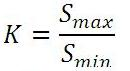 K = S_max / S_min